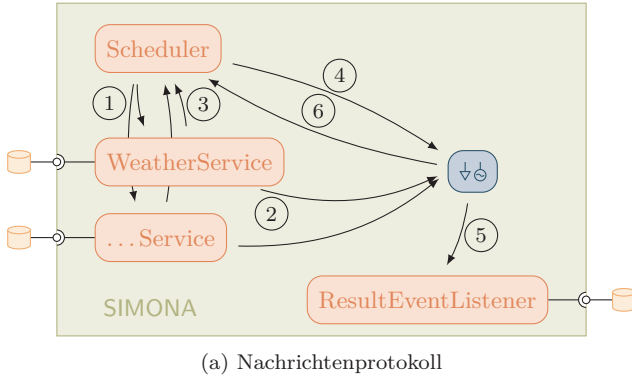 Scheduler
4
1
3
6
WeatherService
2
...Service
5
ResultEventListener
SIMONA
(a) Nachrichtenprotokoll